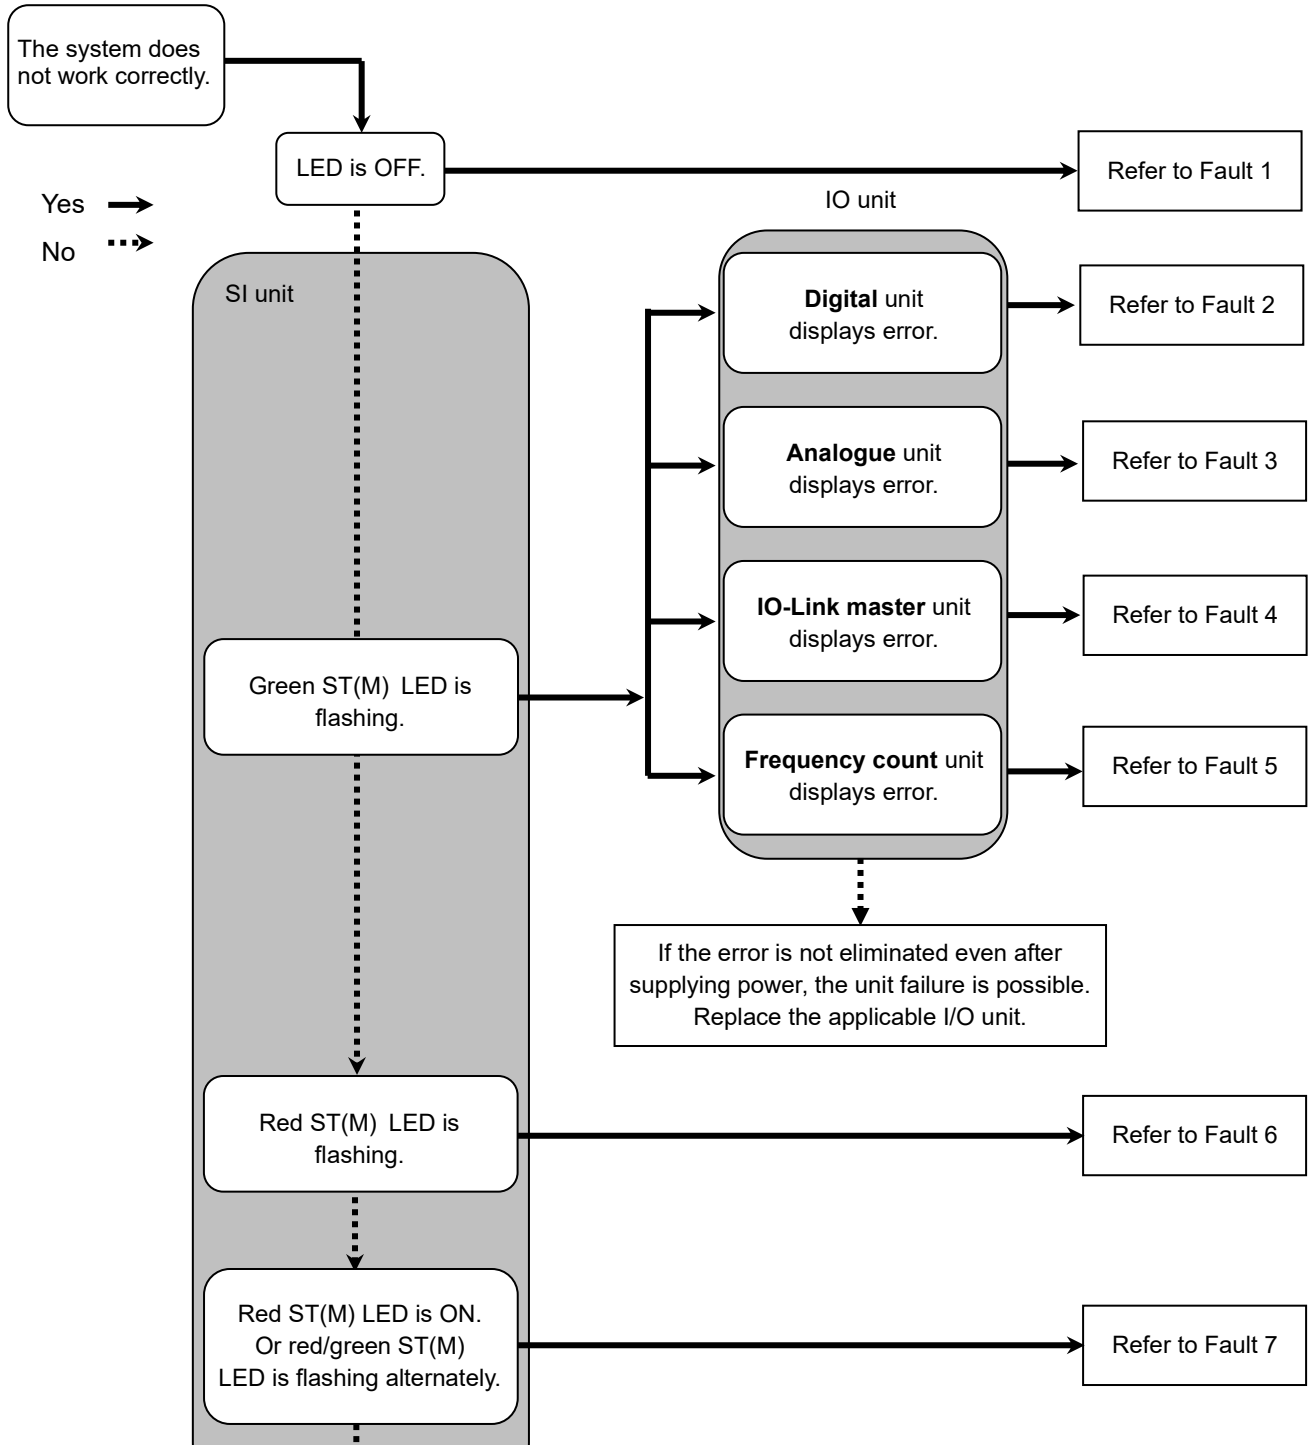 The system does
not work correctly.
LED is OFF.
Refer to Fault 1
Yes
No
IO unit
SI unit
Digital unit
displays error.
Refer to Fault 2
Analogue unit
displays error.
Refer to Fault 3
IO-Link master unit
displays error.
Refer to Fault 4
Green ST(M) LED is
flashing.
Frequency count unit
displays error.
Refer to Fault 5
If the error is not eliminated even after
supplying power, the unit failure is possible.
Replace the applicable I/O unit.
Red ST(M) LED is
flashing.
Refer to Fault 6
Red ST(M) LED is ON.
Or red/green ST(M)
LED is flashing alternately.
Refer to Fault 7